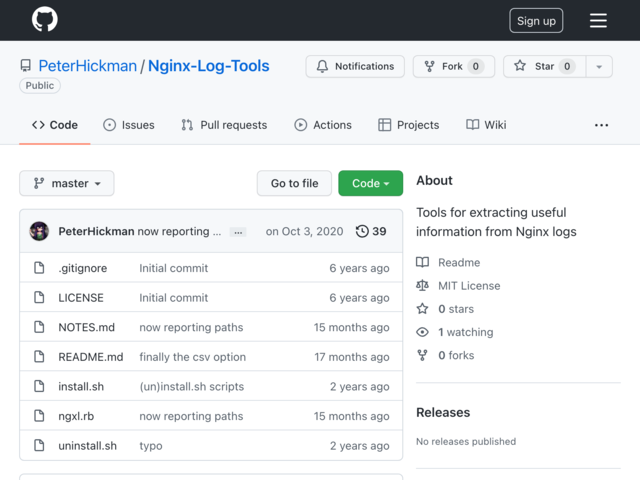 Sign up
PeterHickman / Nginx-Log-Tools
Public
Notifications
Fork 0
Star 0
Code
Issues
Pull requests
Actions
Projects
Wiki
master
Go to file
Code
PeterHickman now reporting ... on Oct 3, 2020 39
.gitignore Initial commit 6 years ago
LICENSE Initial commit 6 years ago
NOTES.md now reporting paths 15 months ago
README.md finally the csv option 17 months ago
install.sh (un)install.sh scripts 2 years ago
ngxl.rb now reporting paths 15 months ago
uninstall.sh typo 2 years ago
About
Tools for extracting useful
information from Nginx logs
Readme
MIT License
0 stars
1 watching
0 forks
Releases
No releases published